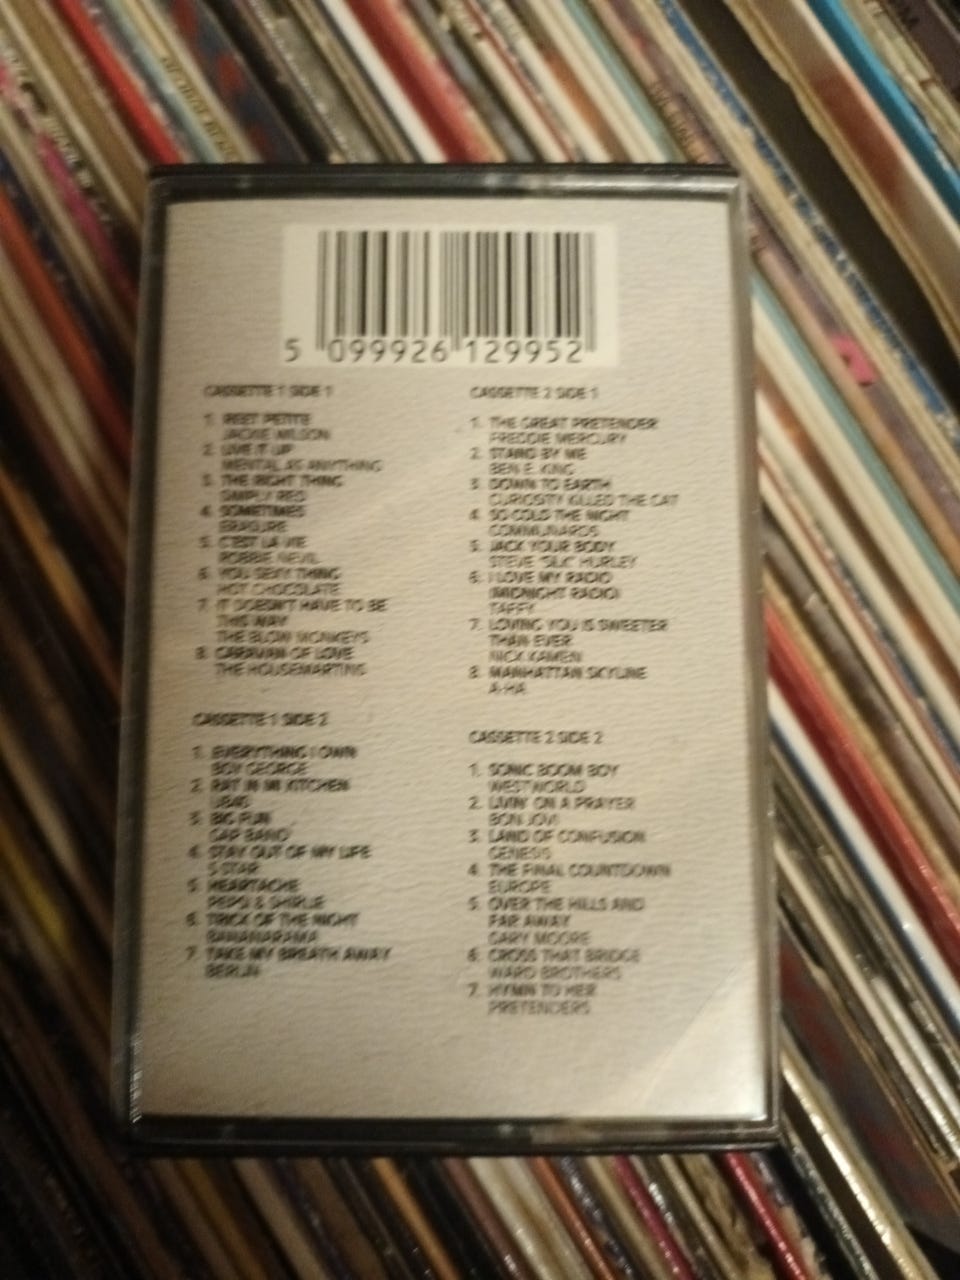 5 099926 129952
CASSETTE 1 SIDE 1
1. REET PETITE
JACKIE WILSON
2. LIVE IT UP
MENTAL AS ANYTHING
3. THE RIGHT THING
SIMPLY RED
4. SOMETIMES
ERASURE
5. C'EST LA VIE
ROBBIE NEVIL
6. YOU SEXY THING
HOT CHOCOLATE
7. IT DOESN'T HAVE TO BE
THIS WAY
THE BLOW MONKEYS
8. CARAVAN OF LOVE
THE HOUSEMARTINS
CASSETTE 1 SIDE 2
1. EVERYTHING I OWN
BOY GEORGE
2. RAT IN MI KITCHEN
UB40
3. BIG FUN
GAP BAND
4. STAY OUT OF MY LIFE
5 STAR
5. HEARTACHE
PEPSI & SHIRLIE
6. TRICK OF THE NIGHT
BANANARAMA
7. TAKE MY BREATH AWAY
BERLIN
CASSETTE 2 SIDE 1
1. THE GREAT PRETENDER
FREDDIE MERCURY
2. STAND BY ME
BEN E. KING
3. DOWN TO EARTH
CURIOSITY KILLED THE CAT
4. SO COLD THE NIGHT
COMMUNARDS
5. JACK YOUR BODY
STEVE 'SILK' HURLEY
6. I LOVE MY RADIO
(MIDNIGHT RADIO)
TAFFY
7. LOVING YOU IS SWEETER
THAN EVER
NICK KAMEN
8. MANHATTAN SKYLINE
A-HA
CASSETTE 2 SIDE 2
1. SONIC BOOM BOY
WESTWORLD
2. LIVIN' ON A PRAYER
BON JOVI
3. LAND OF CONFUSION
GENESIS
4. THE FINAL COUNTDOWN
EUROPE
5. OVER THE HILLS AND
FAR AWAY
GARY MOORE
6. CROSS THAT BRIDGE
WARD BROTHERS
7. HYMN TO HER
PRETENDERS